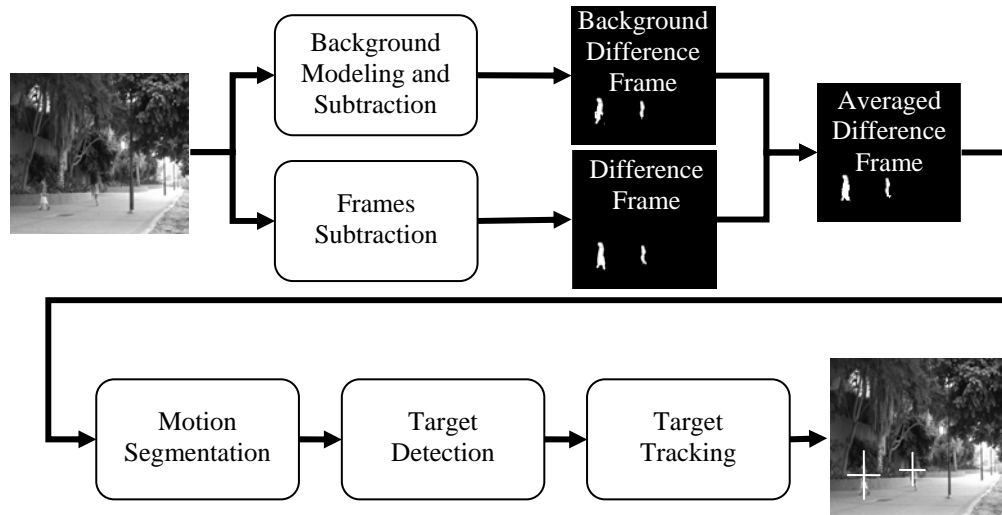 Background
Modeling and
Subtraction
Background
Difference
Frame
Averaged
Difference
Frame
Frames
Subtraction
Difference
Frame
Motion
Segmentation
Target
Detection
Target
Tracking